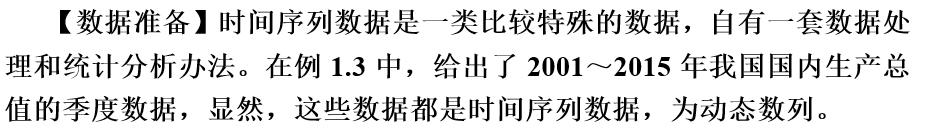 【数据准备】时间序列数据是一类比较特殊的数据，自有一套数据处
理和统计分析办法。在例 1.3 中，给出了 2001～2015 年我国国内生产总
值的季度数据，显然，这些数据都是时间序列数据，为动态数列。